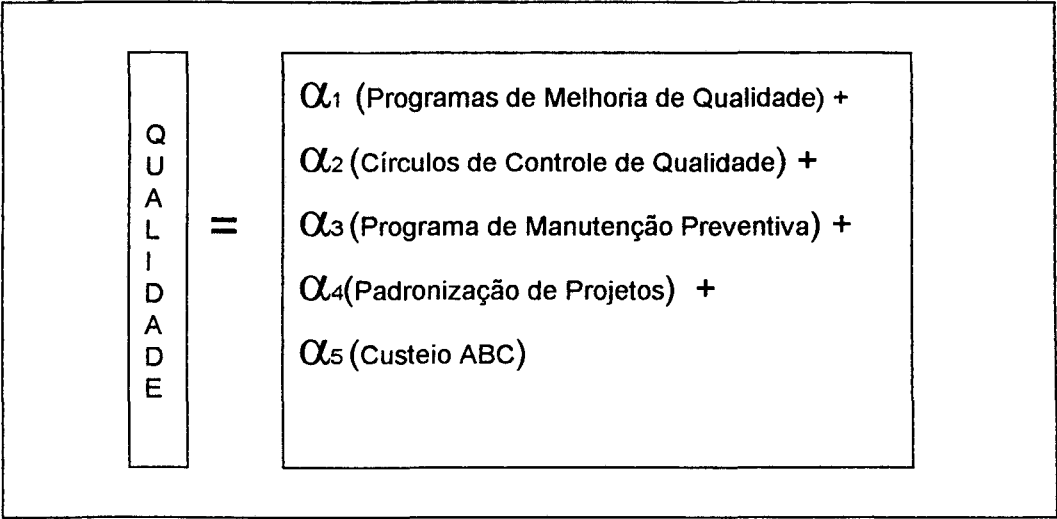 QUALIDADE
=
α1 (Programas de Melhoria de Qualidade) +
α2 (Círculos de Controle de Qualidade) +
α3 (Programa de Manutenção Preventiva) +
α4(Padronização de Projetos) +
α5 (Custeio ABC)